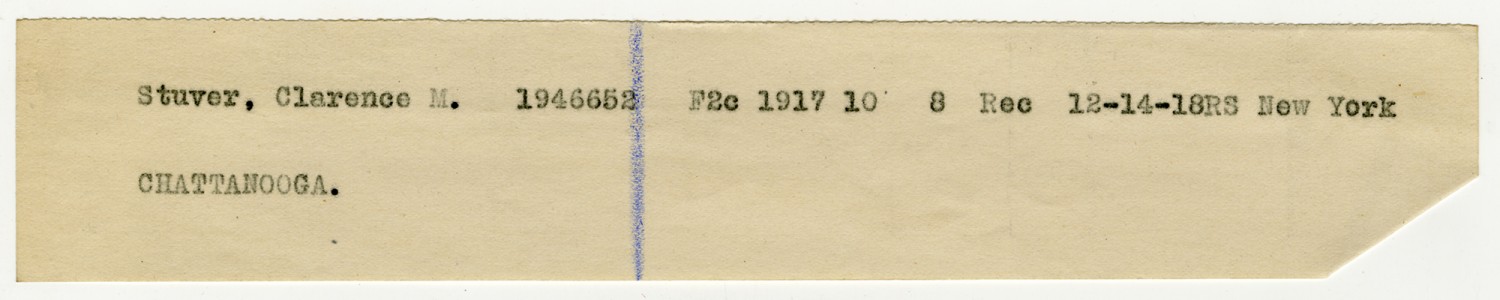 Stuver, Clarence M. 1946652 F2c 1917 10 8 Rec 12-14-18RS New York
CHATTANOOGA.